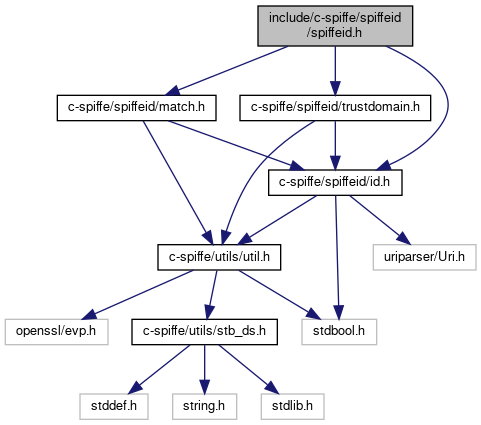 include/c-spiffe/spiffeid
/spiffeid.h
c-spiffe/spiffeid/match.h
c-spiffe/spiffeid/trustdomain.h
c-spiffe/spiffeid/id.h
c-spiffe/utils/util.h
uriparser/Uri.h
openssl/evp.h
c-spiffe/utils/stb_ds.h
stdbool.h
stddef.h
string.h
stdlib.h